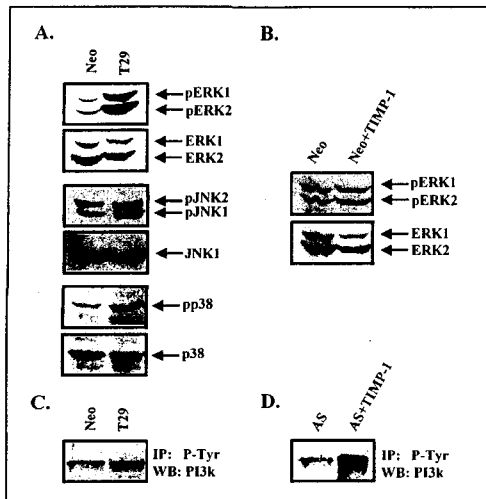 A.
Neo
T29
pERK1
pERK2
ERK1
ERK2
pJNK2
pJNK1
JNK1
pp38
p38
B.
Neo
Neo+TIMP-1
pERK1
pERK2
ERK1
ERK2
C.
Neo
T29
IP: P-Tyr
WB: PI3k
D.
AS
AS+TIMP-1
IP: P-Tyr
WB: PI3k